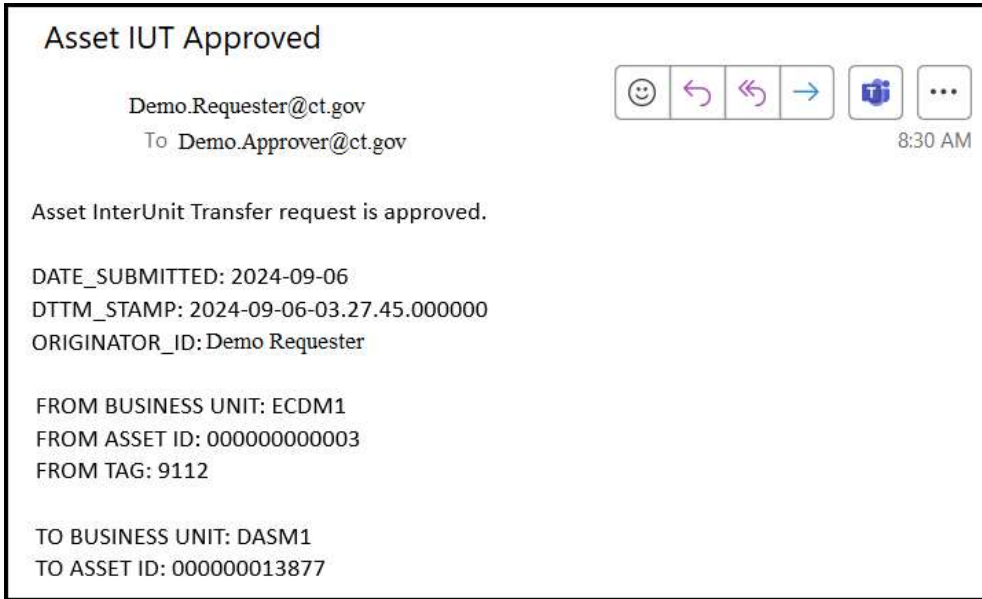 Asset IUT Approved
Demo.Requester@ct.gov
To Demo.Approver@ct.gov
8:30 AM
Asset InterUnit Transfer request is approved.
DATE_SUBMITTED: 2024-09-06
DTTM_STAMP: 2024-09-06-03.27.45.000000
ORIGINATOR_ID: Demo Requester
FROM BUSINESS UNIT: ECDM1
FROM ASSET ID: 000000000003
FROM TAG: 9112
TO BUSINESS UNIT: DASM1
TO ASSET ID: 000000013877